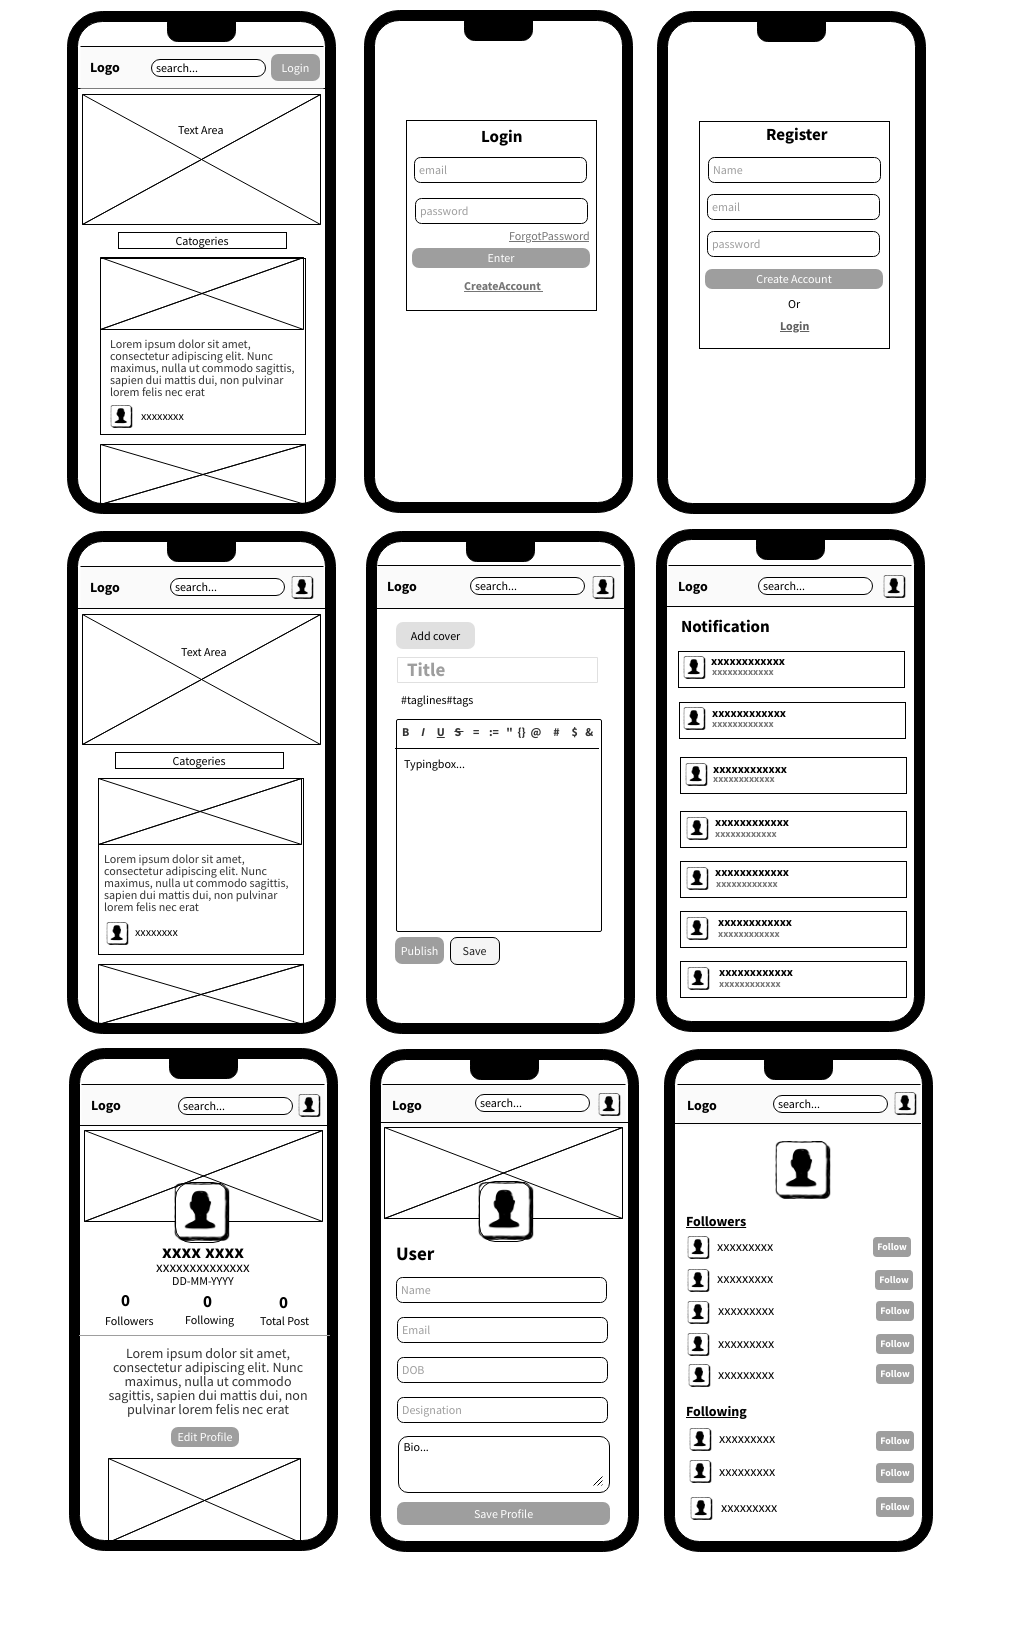 Logo
search...
Login
Text Area
Catogeries
Lorem ipsum dolor sit amet,
consectetur adipiscing elit. Nunc
maximus, nulla ut commodo sagittis,
sapien dui mattis dui, non pulvinar
lorem felis nec erat
xxxxxxxx
Login
email
password
ForgotPassword
Enter
CreateAccount
Register
Name
email
password
Create Account
Or
Login
Logo
search...
Text Area
Catogeries
Lorem ipsum dolor sit amet,
consectetur adipiscing elit. Nunc
maximus, nulla ut commodo sagittis,
sapien dui mattis dui, non pulvinar
lorem felis nec erat
xxxxxxxx
Logo
search...
Add cover
Title
#taglines#tags
B I U S = := " {} @ # $ &
Typingbox...
Publish
Save
Logo
search...
Notification
xxxxxxxxxxxx
xxxxxxxxxxxx
xxxxxxxxxxxx
xxxxxxxxxxxx
xxxxxxxxxxxx
xxxxxxxxxxxx
xxxxxxxxxxxx
xxxxxxxxxxxx
xxxxxxxxxxxx
xxxxxxxxxxxx
xxxxxxxxxxxx
xxxxxxxxxxxx
xxxxxxxxxxxx
xxxxxxxxxxxx
Logo
search...
xxxx xxxx
xxxxxxxxxxxxxx
DD-MM-YYYY
0 0 0
Followers Following Total Post
Lorem ipsum dolor sit amet,
consectetur adipiscing elit. Nunc
maximus, nulla ut commodo
sagittis, sapien dui mattis dui, non
pulvinar lorem felis nec erat
Edit Profile
Logo
search...
User
Name
Email
DOB
Designation
Bio...
Save Profile
Logo
search...
Followers
xxxxxxxxx Follow
xxxxxxxxx Follow
xxxxxxxxx Follow
xxxxxxxxx Follow
xxxxxxxxx Follow
Following
xxxxxxxxx Follow
xxxxxxxxx Follow
xxxxxxxxx Follow